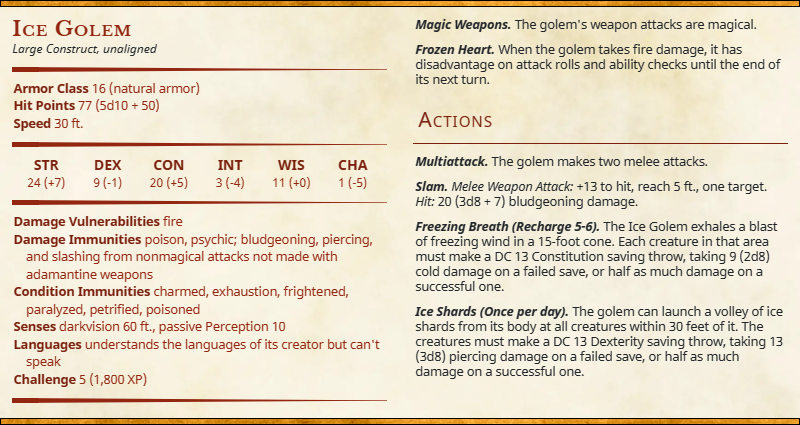 Ice Golem
Large Construct, unaligned
Armor Class 16 (natural armor)
Hit Points 77 (5d10 + 50)
Speed 30 ft.
STR DEX CON INT WIS CHA
24 (+7) 9 (-1) 20 (+5) 3 (-4) 11 (+0) 1 (-5)
Damage Vulnerabilities fire
Damage Immunities poison, psychic; bludgeoning, piercing,
and slashing from nonmagical attacks not made with
adamantine weapons
Condition Immunities charmed, exhaustion, frightened,
paralyzed, petrified, poisoned
Senses darkvision 60 ft., passive Perception 10
Languages understands the languages of its creator but can't
speak
Challenge 5 (1,800 XP)
Magic Weapons. The golem's weapon attacks are magical.
Frozen Heart. When the golem takes fire damage, it has
disadvantage on attack rolls and ability checks until the end of
its next turn.
Actions
Multiattack. The golem makes two melee attacks.
Slam. Melee Weapon Attack: +13 to hit, reach 5 ft., one target.
Hit: 20 (3d8 + 7) bludgeoning damage.
Freezing Breath (Recharge 5-6). The Ice Golem exhales a blast
of freezing wind in a 15-foot cone. Each creature in that area
must make a DC 13 Constitution saving throw, taking 9 (2d8)
cold damage on a failed save, or half as much damage on a
successful one.
Ice Shards (Once per day). The golem can launch a volley of ice
shards from its body at all creatures within 30 feet of it. The
creatures must make a DC 13 Dexterity saving throw, taking 13
(3d8) piercing damage on a failed save, or half as much
damage on a successful one.